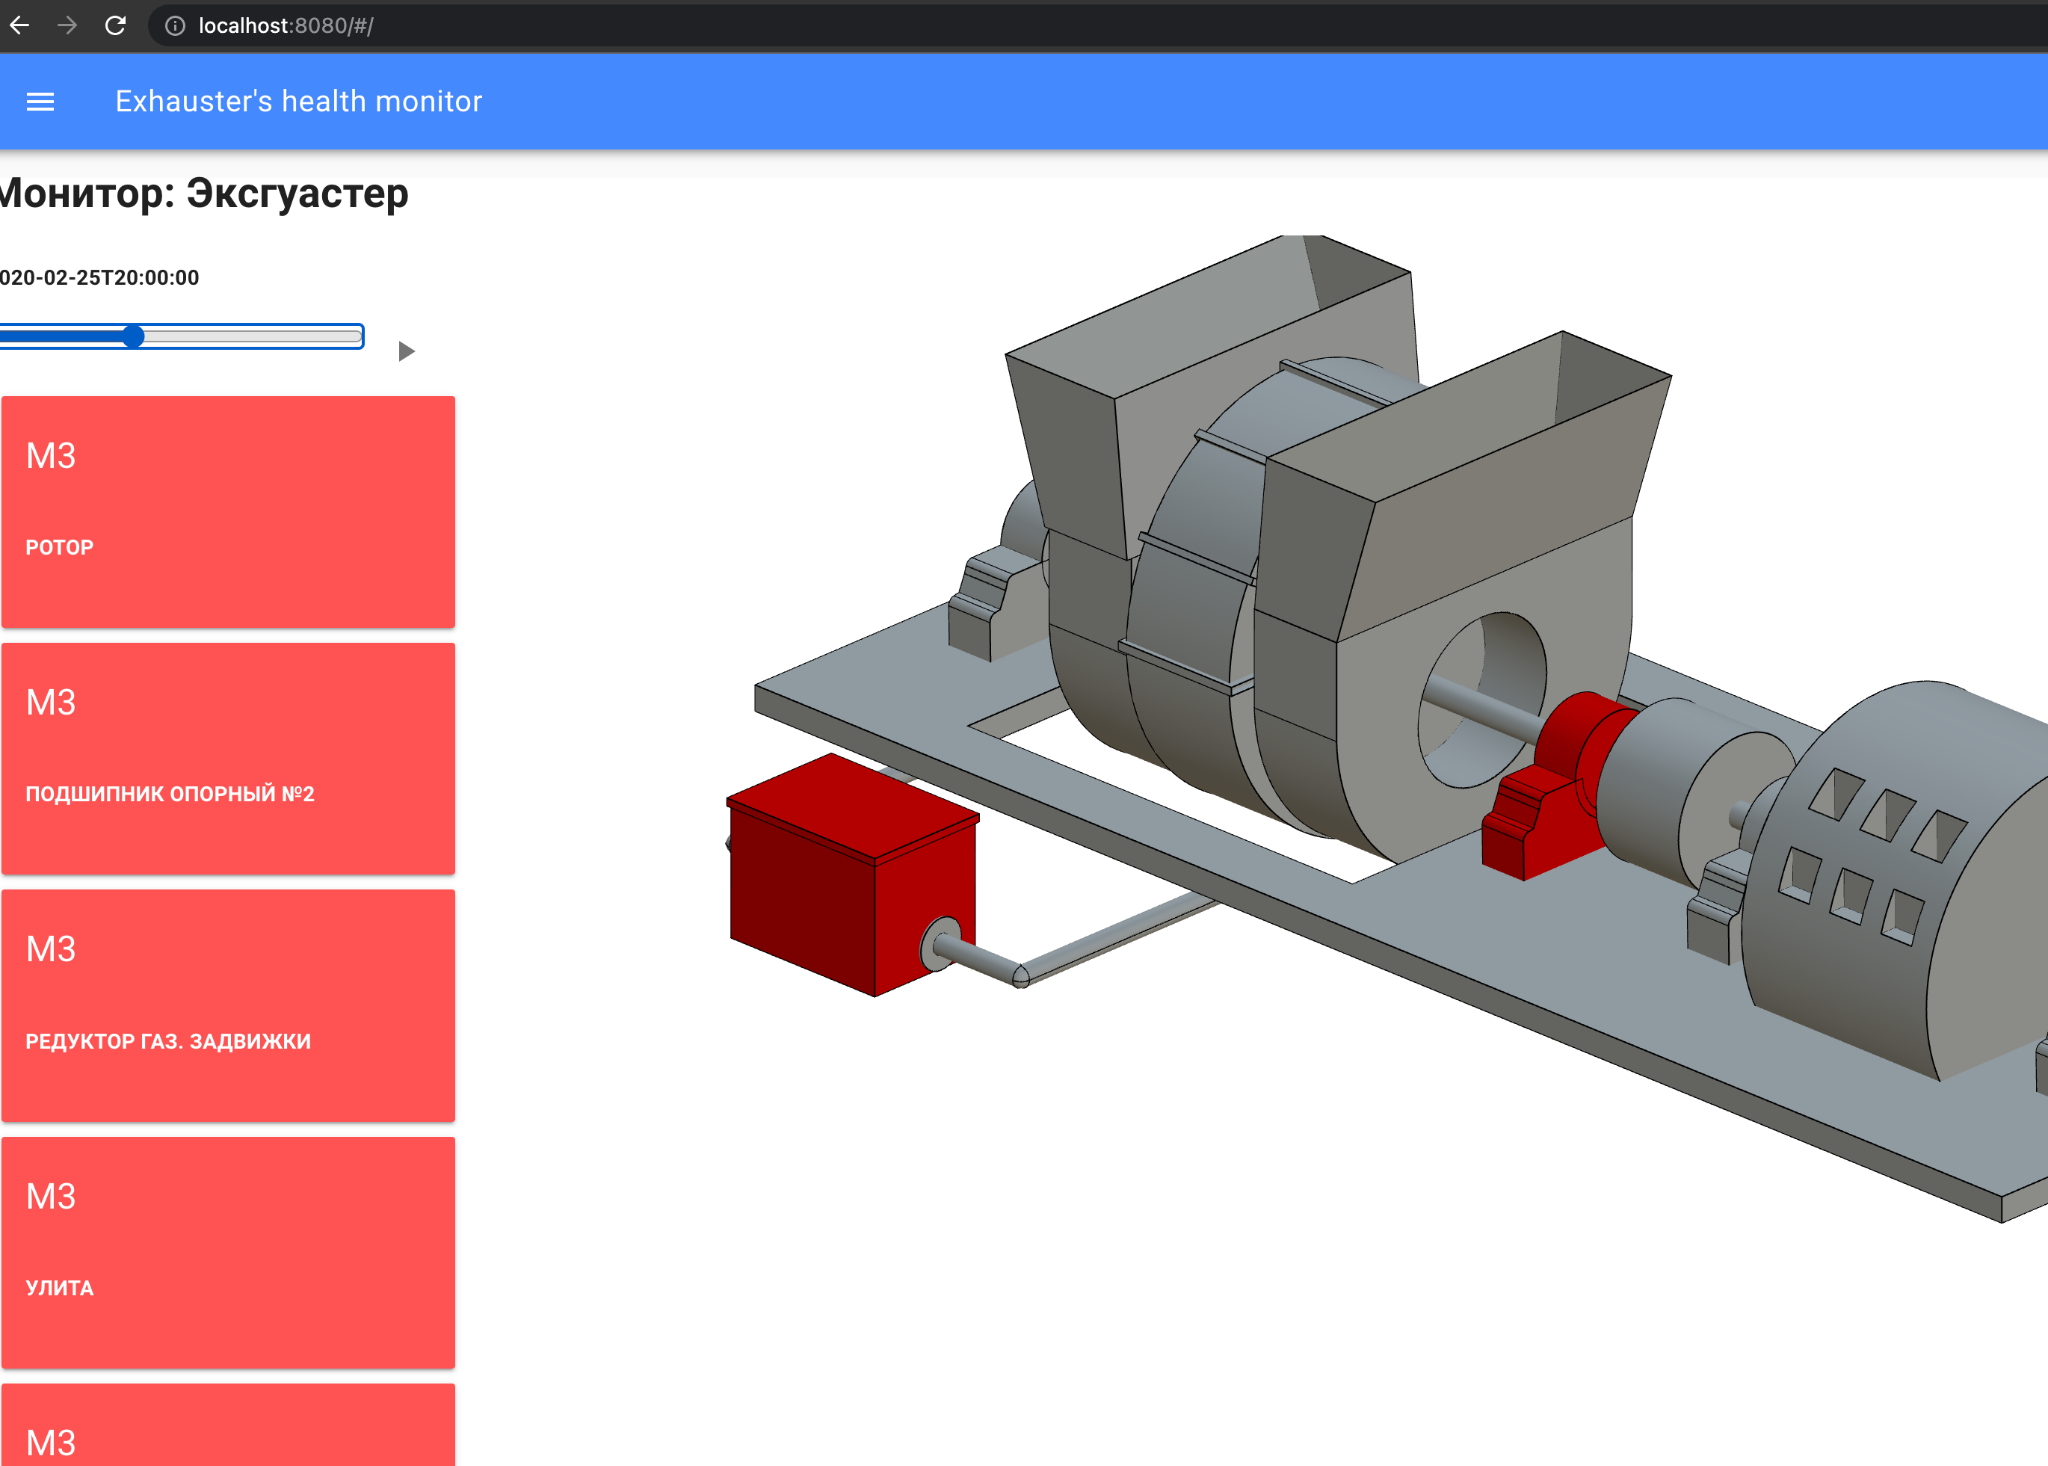 localhost:8080/#/
Exhauster's health monitor
Монитор: Эксгуастер
020-02-25T20:00:00
М3
РОТОР
М3
ПОДШИПНИК ОПОРНЫЙ №2
М3
РЕДУКТОР ГАЗ. ЗАДВИЖКИ
М3
УЛИТА
М3